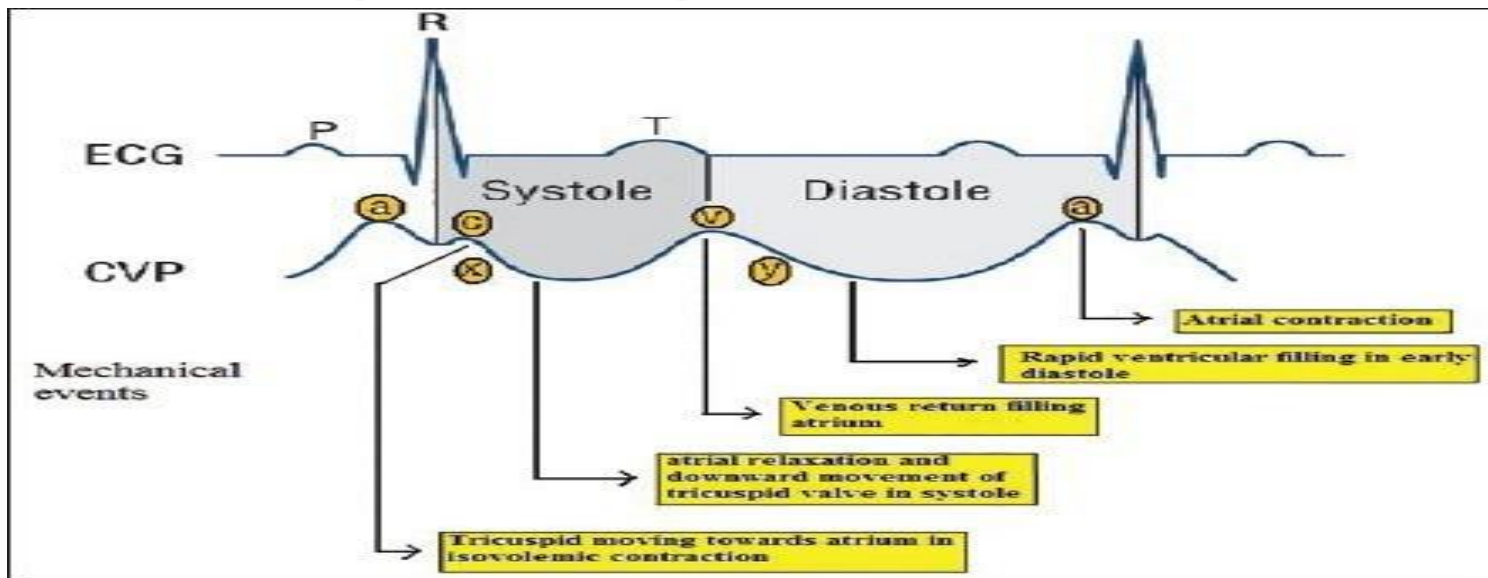 R
P
T
ECG
Systole
Diastole
a
c
v
a
CVP
x
y
Atrial contraction
Mechanical
events
Rapid ventricular filling in early
diastole
Venous return filling
atrium
atrial relaxation and
downward movement of
tricuspid valve in systole
Tricuspid moving towards atrium in
isovolemic contraction